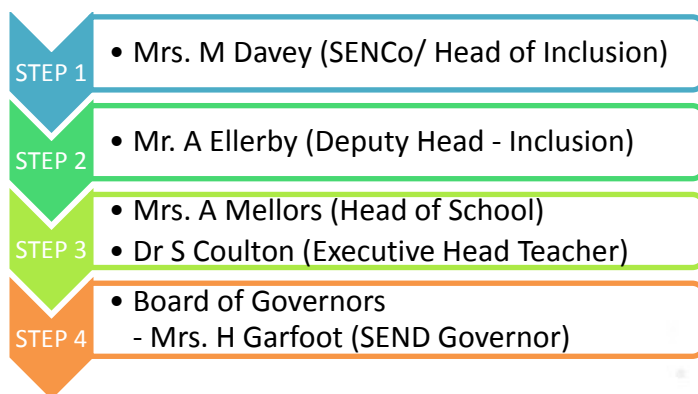 STEP 1
• Mrs. M Davey (SENCo/ Head of Inclusion)
STEP 2
• Mr. A Ellerby (Deputy Head - Inclusion)
STEP 3
• Mrs. A Mellors (Head of School)
• Dr S Coulton (Executive Head Teacher)
STEP 4
• Board of Governors
- Mrs. H Garfoot (SEND Governor)